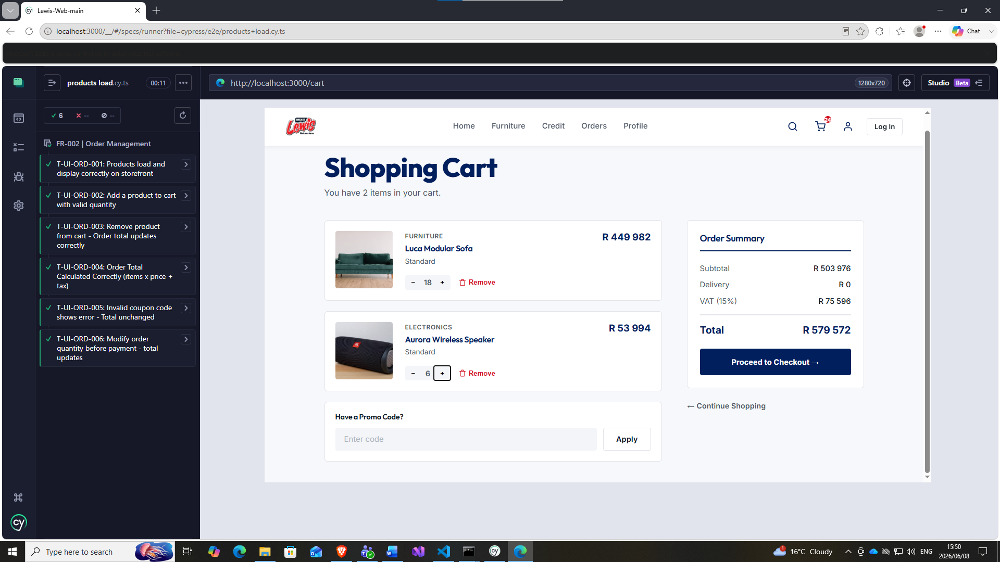 Lewis-Web-main
localhost:3000/__/#/specs/runner?file=cypress/e2e/products+load.cy.ts
Chat
products load.cy.ts
00:11
http://localhost:3000/cart
1280x720
Studio Beta
6 -- --
FR-002 | Order Management
T-UI-ORD-001: Products load and
display correctly on storefront
T-UI-ORD-002: Add a product to cart
with valid quantity
T-UI-ORD-003: Remove product
from cart - Order total updates
correctly
T-UI-ORD-004: Order Total
Calculated Correctly (items x price +
tax)
T-UI-ORD-005: Invalid coupon code
shows error - Total unchanged
T-UI-ORD-006: Modify order
quantity before payment - total
updates
ONLY AT
Lewis
Welcome home
Home Furniture Credit Orders Profile
24
Log In
Shopping Cart
You have 2 items in your cart.
FURNITURE
R 449 982
Luca Modular Sofa
Standard
− 18 + Remove
ELECTRONICS
R 53 994
Aurora Wireless Speaker
Standard
− 6 + Remove
JBL
Have a Promo Code?
Enter code
Apply
Order Summary
Subtotal R 503 976
Delivery R 0
VAT (15%) R 75 596
Total R 579 572
Proceed to Checkout →
← Continue Shopping
cy
Type here to search
1
16°C Cloudy
ENG
15:50
2026/06/08